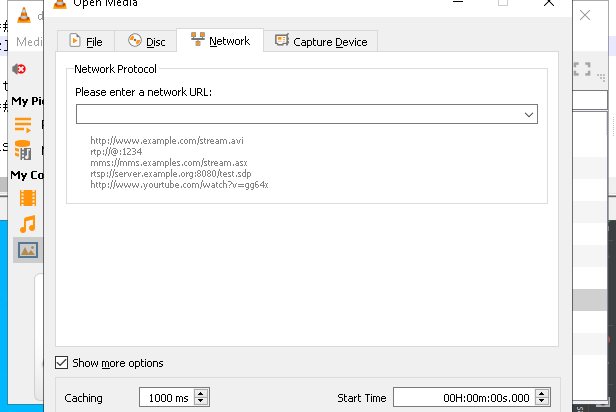 Open Media
Medi
File
Disc
Network
Capture Device
Network Protocol
Please enter a network URL:
http://www.example.com/stream.avi
rtp://@:1234
mms://mms.examples.com/stream.asx
rtsp://server.example.org:8080/test.sdp
http://www.yourtube.com/watch?v=gg64x
My Pi
My Co
Show more options
Caching
1000 ms
Start Time
00H:00m:00s.000